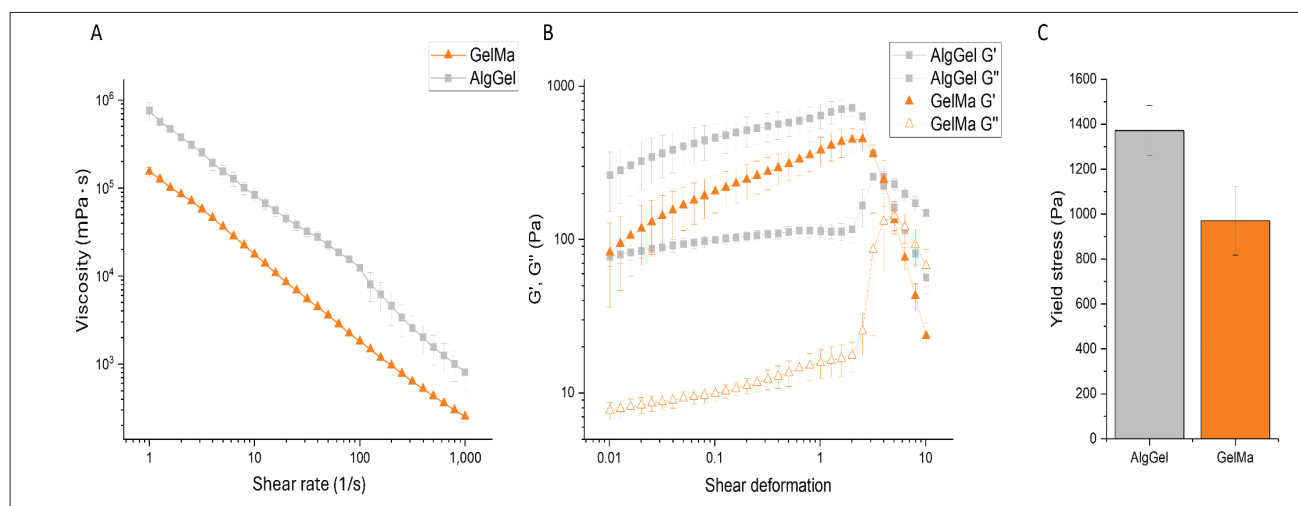 A
GelMa
AlgGel
Viscosity (mPa · s)
10⁶
10⁵
10⁴
10³
1 10 100 1,000
Shear rate (1/s)
B
AlgGel G'
AlgGel G"
GelMa G'
GelMa G"
G', G" (Pa)
1000
100
10
0.01 0.1 1 10
Shear deformation
C
Yield stress (Pa)
1600
1400
1200
1000
800
600
400
200
0
AlgGel GelMa